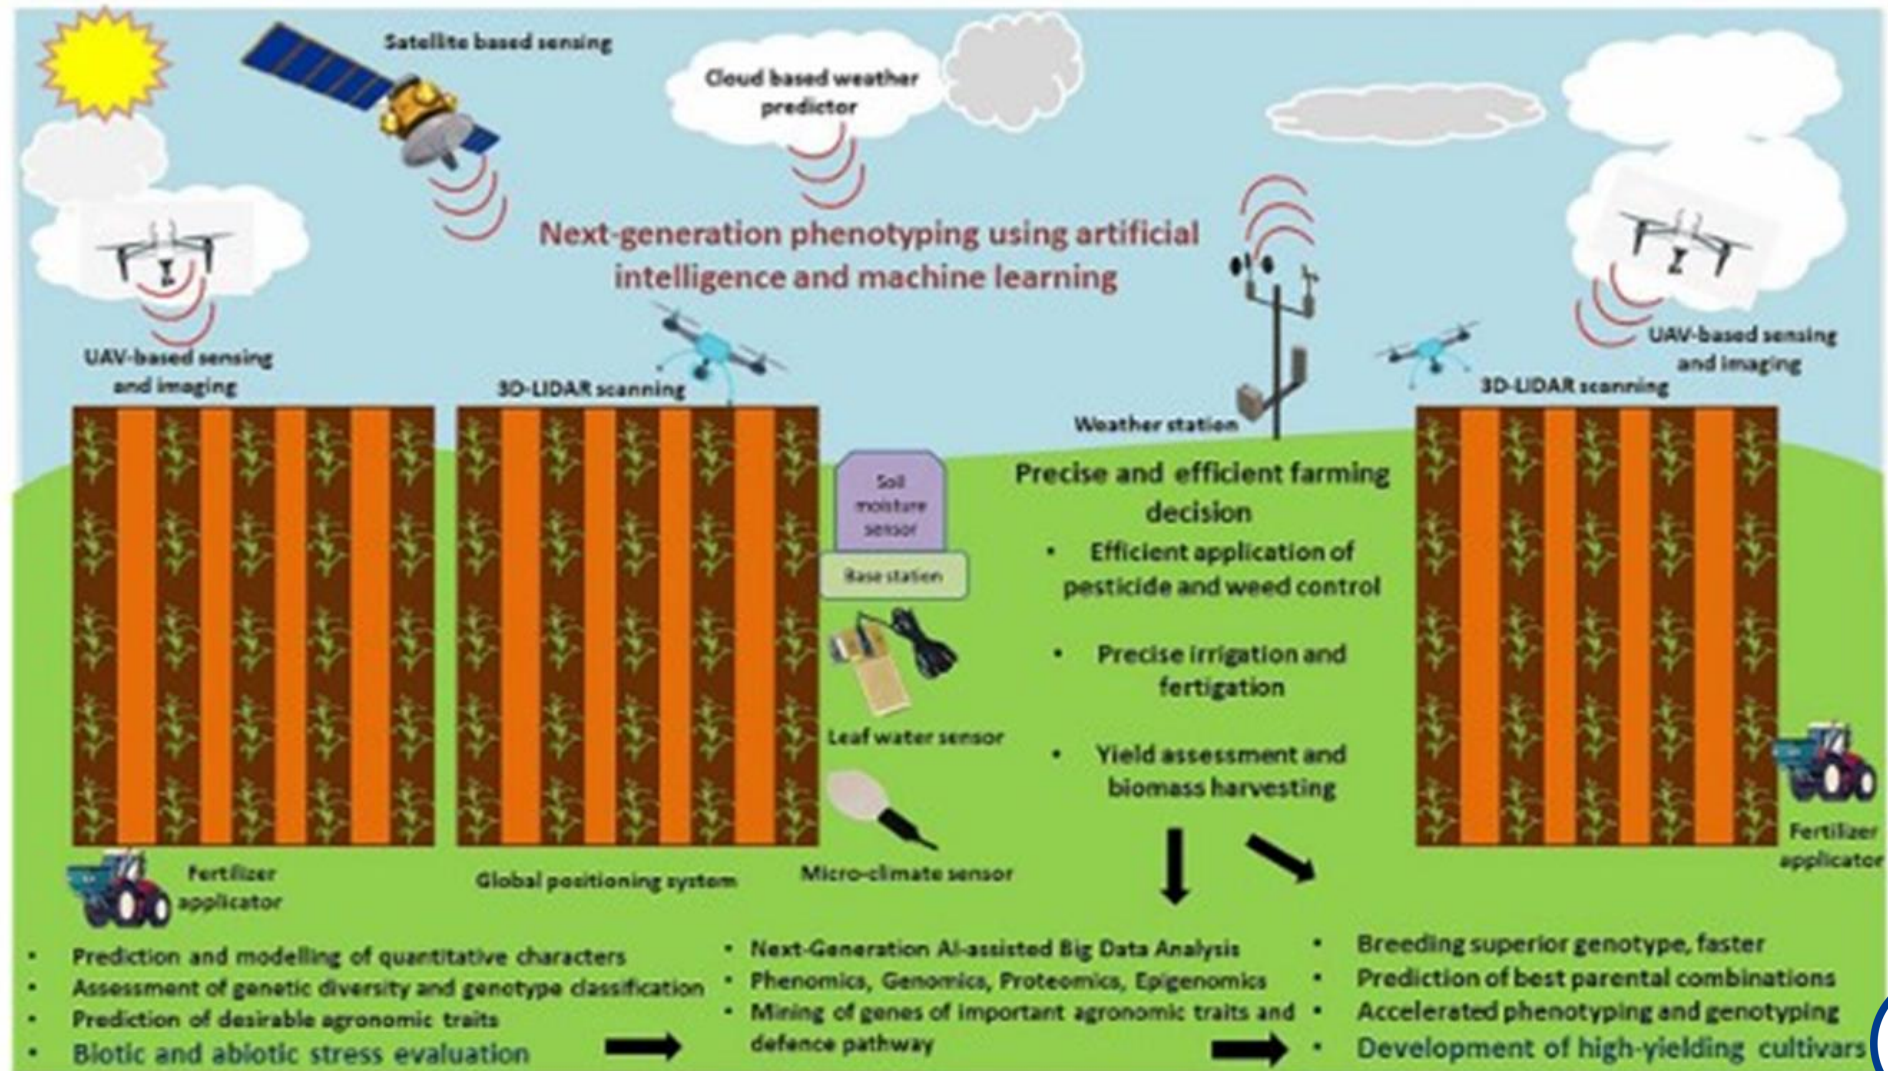 Satellite based sensing
Cloud based weather
predictor
Next-generation phenotyping using artificial
intelligence and machine learning
UAV-based sensing
and imaging
3D-LIDAR scanning
Weather station
UAV-based sensing
and imaging
3D-LIDAR scanning
Soil
moisture
sensor
Base station
Leaf water sensor
Micro-climate sensor
Precise and efficient farming
decision
• Efficient application of
pesticide and weed control
• Precise irrigation and
fertigation
• Yield assessment and
biomass harvesting
Fertilizer
applicator
Global positioning system
Fertilizer
applicator
• Prediction and modelling of quantitative characters
• Assessment of genetic diversity and genotype classification
• Prediction of desirable agronomic traits
• Biotic and abiotic stress evaluation
• Next-Generation AI-assisted Big Data Analysis
• Phenomics, Genomics, Proteomics, Epigenomics
• Mining of genes of important agronomic traits and
defence pathway
• Breeding superior genotype, faster
• Prediction of best parental combinations
• Accelerated phenotyping and genotyping
• Development of high-yielding cultivars